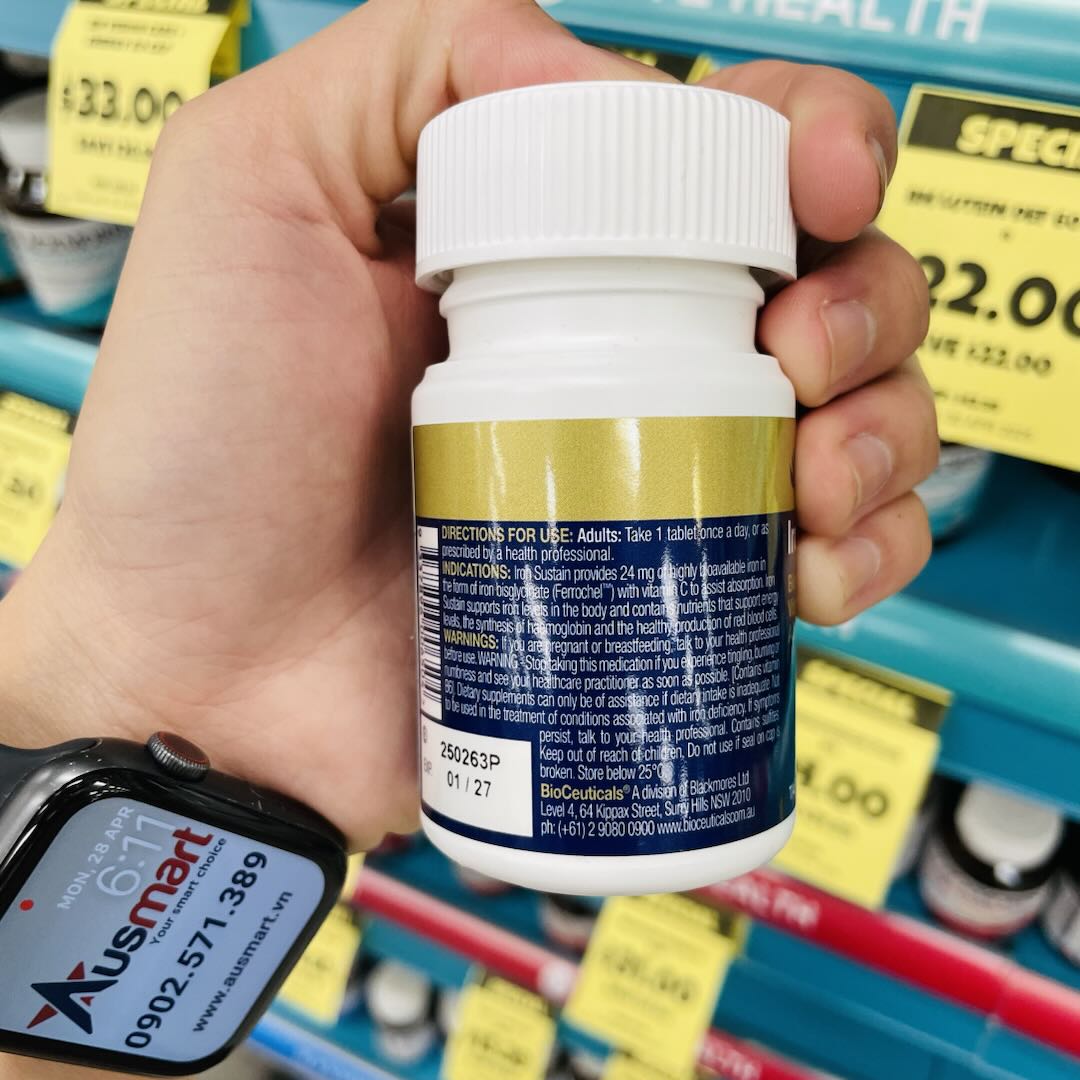 HEALTH
$33.00
SPECI
22.00
VE $22.00
DIRECTIONS FOR USE: Adults: Take 1 tablet once a day, or as
prescribed by a health professional.
INDICATIONS: Iron Sustain provides 24 mg of highly bioavailable iron in
the form of iron bisglycinate (Ferrochel™) with vitamin C to assist absorption. Iron
Sustain supports iron levels in the body and contains nutrients that support energy
levels, the synthesis of haemoglobin and the healthy production of red blood cells.
WARNINGS: If you are pregnant or breastfeeding, talk to your health professional
before use. WARNING - Stop taking this medication if you experience tingling, burning or
numbness and see your healthcare practitioner as soon as possible. [Contains vitamin
B6]. Dietary supplements can only be of assistance if dietary intake is inadequate. Not
to be used in the treatment of conditions associated with iron deficiency. If symptoms
persist, talk to your health professional. Contains sulfites.
Keep out of reach of children. Do not use if seal on cap is
broken. Store below 25°C.
BioCeuticals® A division of Blackmores Ltd
Level 4, 64 Kippax Street, Surry Hills NSW 2010
ph: (+61) 2 9080 0900 www.bioceuticals.com.au
250263P
EXP.
01 / 27
4.00
HEALTH
MON, 28 APR
6:11
Ausmart
Your smart choice
0902.571.389
www.ausmart.vn